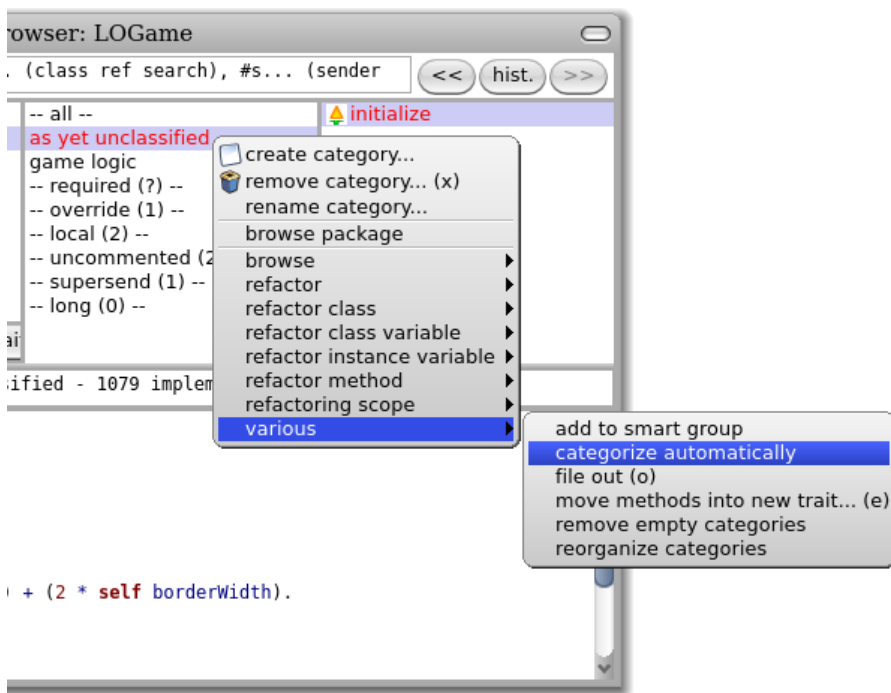 rowser: LOGame
. (class ref search), #s... (sender
<< hist. >>
-- all --
initialize
as yet unclassified
game logic
-- required (?) --
-- override (1) --
-- local (2) --
-- uncommented (2
-- supersend (1) --
-- long (0) --
create category...
remove category... (x)
rename category...
browse package
browse
refactor
refactor class
refactor class variable
refactor instance variable
refactor method
refactoring scope
various
add to smart group
categorize automatically
file out (o)
move methods into new trait... (e)
remove empty categories
reorganize categories
ai
sified - 1079 implem
) + (2 * self borderWidth).